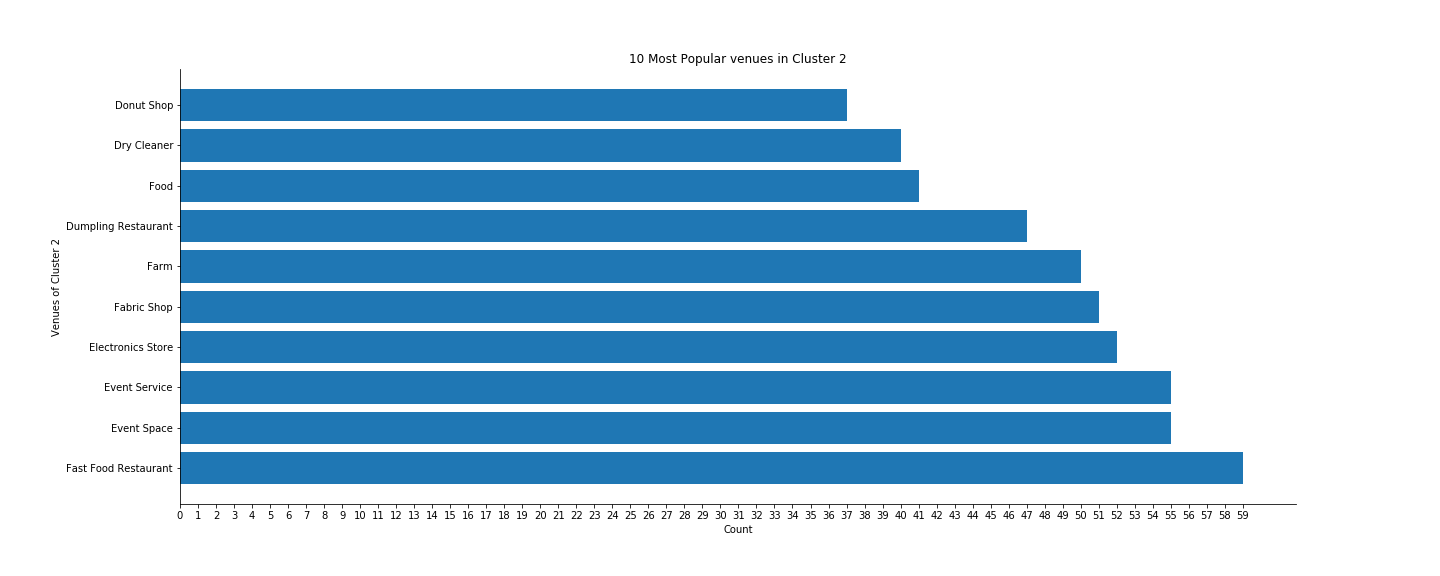 10 Most Popular venues in Cluster 2
Donut Shop
Dry Cleaner
Food
Dumpling Restaurant
Farm
Fabric Shop
Electronics Store
Event Service
Event Space
Fast Food Restaurant
Venues of Cluster 2
0 1 2 3 4 5 6 7 8 9 10 11 12 13 14 15 16 17 18 19 20 21 22 23 24 25 26 27 28 29 30 31 32 33 34 35 36 37 38 39 40 41 42 43 44 45 46 47 48 49 50 51 52 53 54 55 56 57 58 59
Count